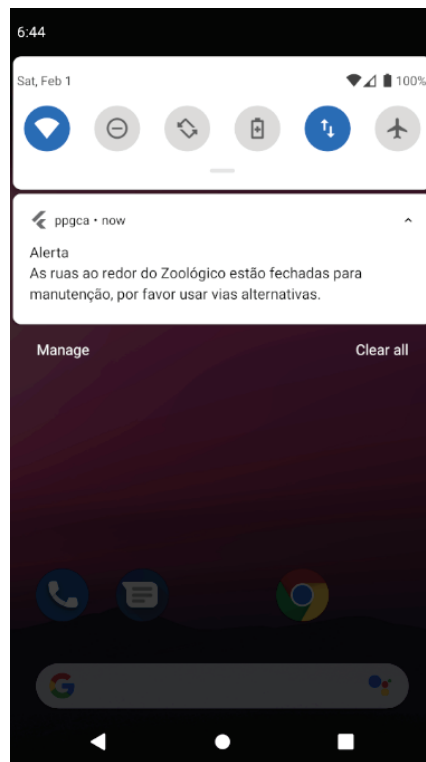 6:44
Sat, Feb 1
100%
ppgca • now
Alerta
As ruas ao redor do Zoológico estão fechadas para
manutenção, por favor usar vias alternativas.
Manage
Clear all